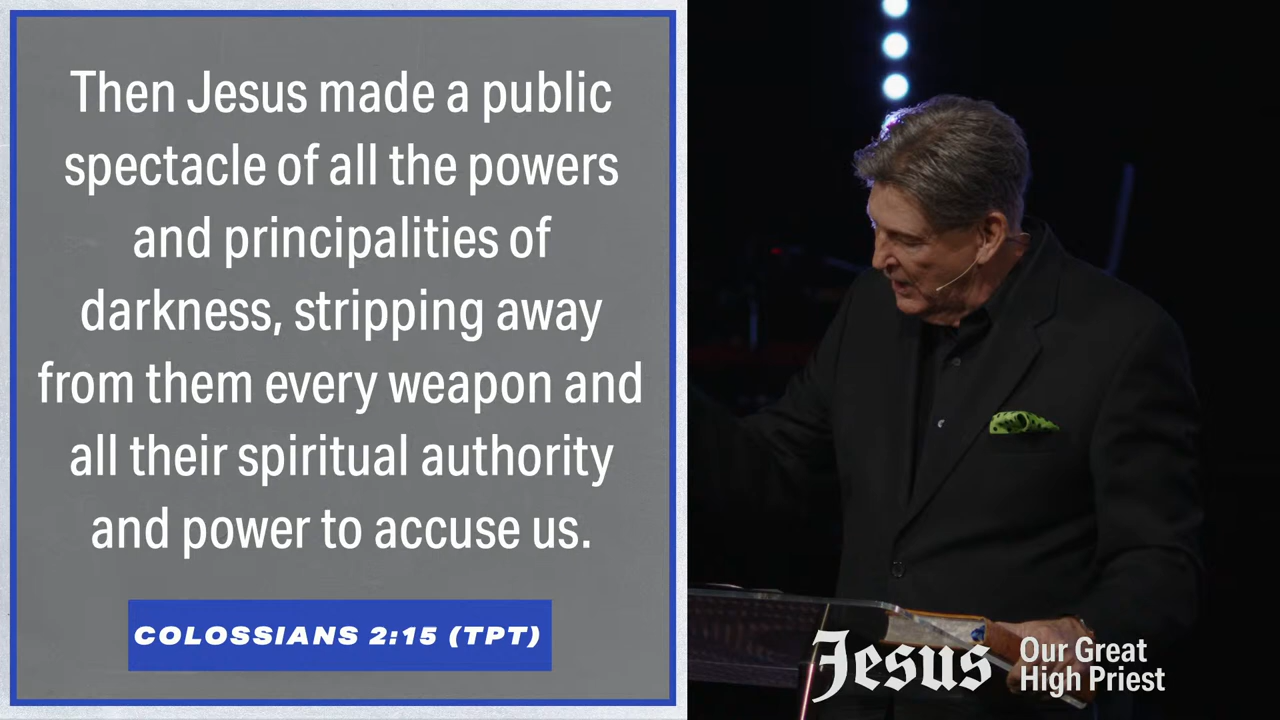 Then Jesus made a public
spectacle of all the powers
and principalities of
darkness, stripping away
from them every weapon and
all their spiritual authority
and power to accuse us.
COLOSSIANS 2:15 (TPT)
Jesus
Our Great
High Priest